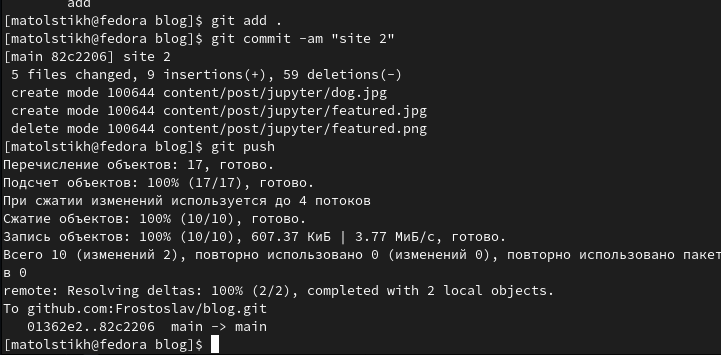 add
[matolstikh@fedora blog]$ git add .
[matolstikh@fedora blog]$ git commit -am "site 2"
[main 82c2206] site 2
5 files changed, 9 insertions(+), 59 deletions(-)
create mode 100644 content/post/jupyter/dog.jpg
create mode 100644 content/post/jupyter/featured.jpg
delete mode 100644 content/post/jupyter/featured.png
[matolstikh@fedora blog]$ git push
Перечисление объектов: 17, готово.
Подсчет объектов: 100% (17/17), готово.
При сжатии изменений используется до 4 потоков
Сжатие объектов: 100% (10/10), готово.
Запись объектов: 100% (10/10), 607.37 КиБ | 3.77 МиБ/с, готово.
Всего 10 (изменений 2), повторно использовано 0 (изменений 0), повторно использовано пакет
в 0
remote: Resolving deltas: 100% (2/2), completed with 2 local objects.
To github.com:Frostoslav/blog.git
01362e2..82c2206  main -> main
[matolstikh@fedora blog]$